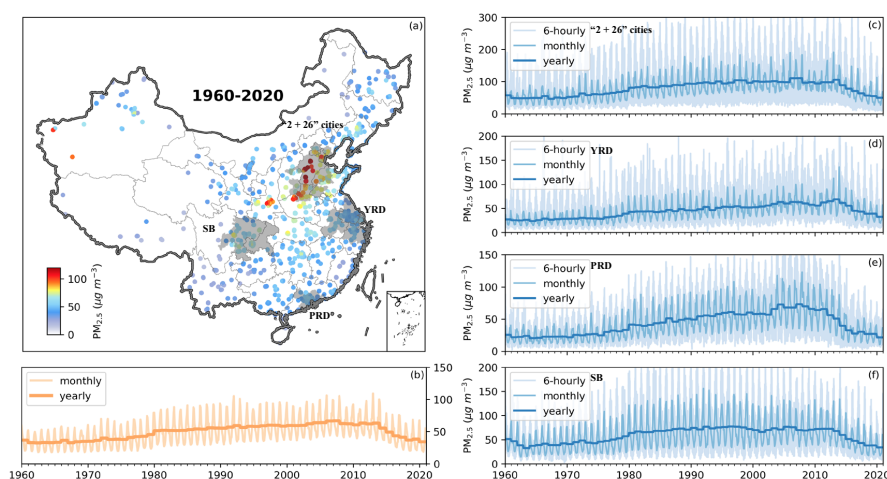 (a)
1960-2020
"2 + 26" cities
YRD
SB
PRD
100
50
0
PM2.5 (μg m⁻³)
(b)
monthly
yearly
150
100
50
0
PM2.5 (μg m⁻³)
1960 1970 1980 1990 2000 2010 2020
(c)
6-hourly "2 + 26" cities
monthly
yearly
300
200
100
0
PM2.5 (μg m⁻³)
(d)
6-hourly YRD
monthly
yearly
200
150
100
50
0
PM2.5 (μg m⁻³)
(e)
6-hourly PRD
monthly
yearly
150
100
50
0
PM2.5 (μg m⁻³)
(f)
6-hourly SB
monthly
yearly
200
150
100
50
0
1960 1970 1980 1990 2000 2010 2020